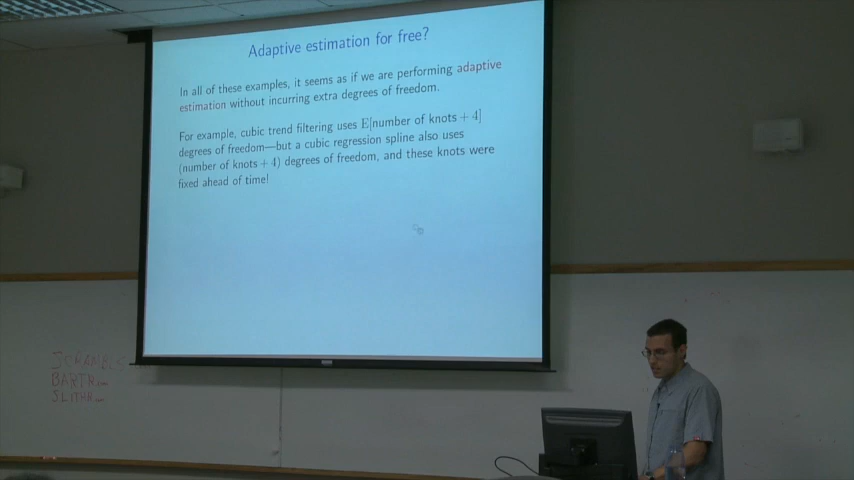 Adaptive estimation for free?
In all of these examples, it seems as if we are performing adaptive
estimation without incurring extra degrees of freedom.
For example, cubic trend filtering uses E[number of knots + 4]
degrees of freedom—but a cubic regression spline also uses
(number of knots + 4) degrees of freedom, and these knots were
fixed ahead of time!